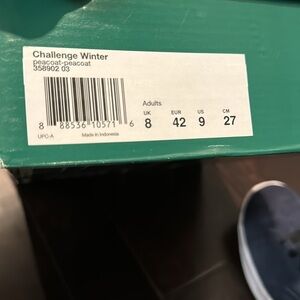 Challenge Winter
peacoat-peacoat
358902 03
Adults
UK EUR US CM
8 42 9 27
8 88536 10571 6
UPC-A Made in Indonesia